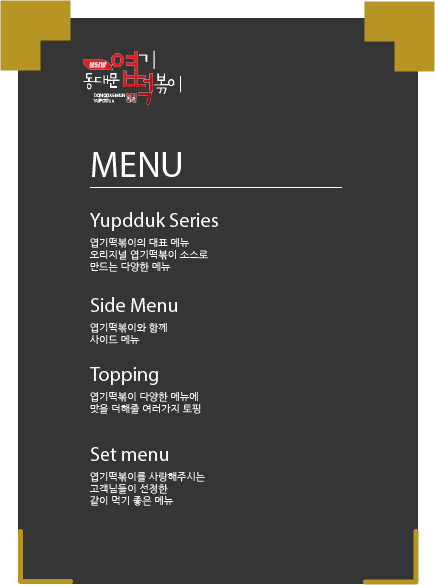 불닭발
엽기
동대문 떡볶이
DONGDAEMUN
YUPDDUK
MENU
Yupdduk Series
엽기떡볶이의 대표 메뉴
오리지널 엽기떡볶이 소스로
만드는 다양한 메뉴
Side Menu
엽기떡볶이와 함께
사이드 메뉴
Topping
엽기떡볶이 다양한 메뉴에
맛을 더해줄 여러가지 토핑
Set menu
엽기떡볶이를 사랑해주시는
고객님들이 선정한
같이 먹기 좋은 메뉴